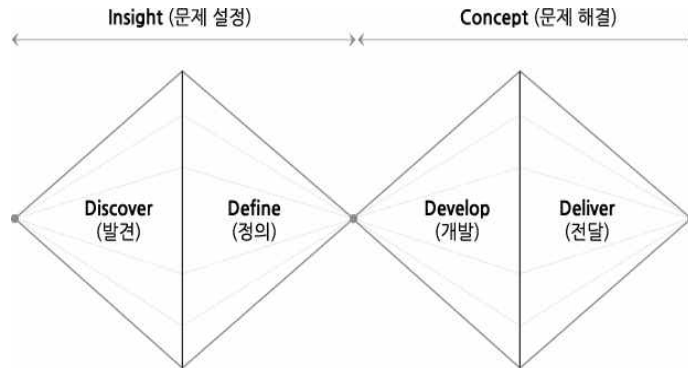 Insight (문제 설정)
Concept (문제 해결)
Discover
(발견)
Define
(정의)
Develop
(개발)
Deliver
(전달)